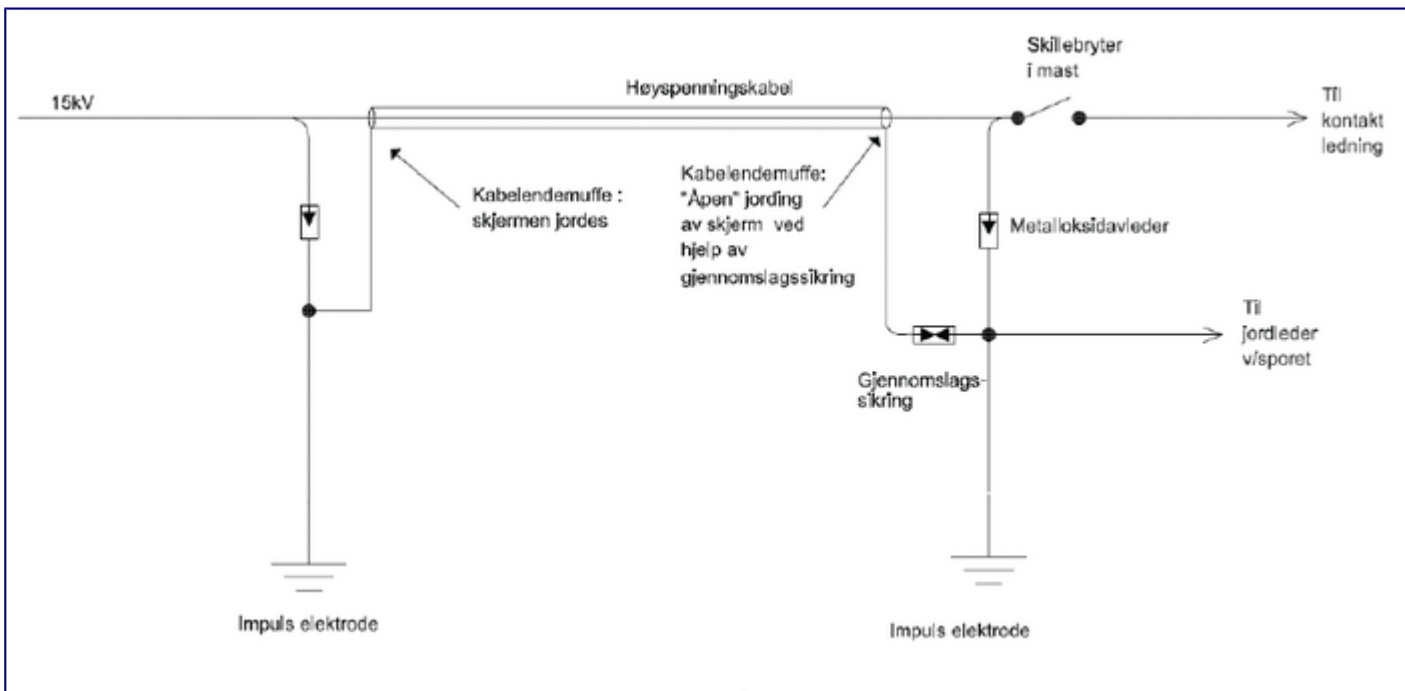 Skillebryter
i mast
Høyspenningskabel
15kV
Til
kontakt
ledning
Kabelendemuffe :
skjermen jordes
Kabelendemuffe:
"Åpen" jording
av skjerm ved
hjelp av
gjennomslagssikring
Metalloksidavleder
Til
jordleder
v/sporet
Gjennomslags-
sikring
Impuls elektrode
Impuls elektrode